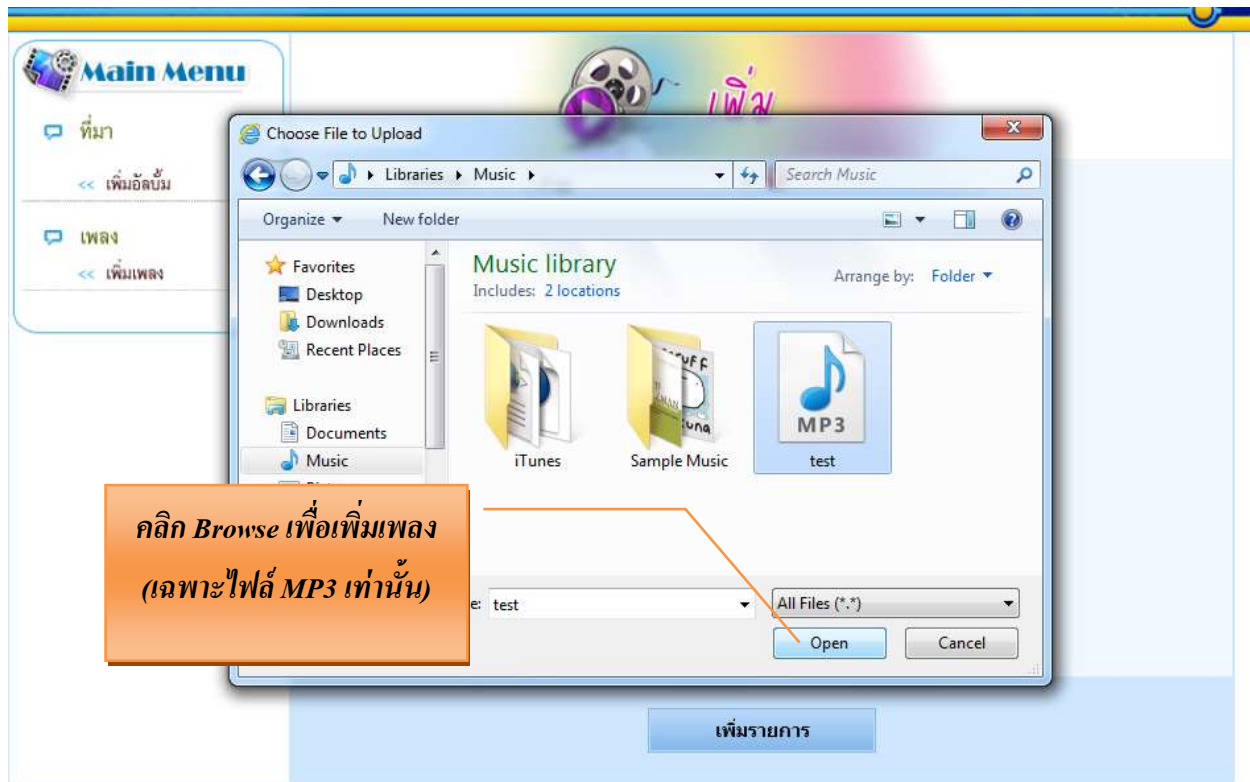 Main Menu
เพิ่ม
ที่มา
<< เพิ่มอัลบั้ม
เพลง
<< เพิ่มเพลง
Choose File to Upload
Libraries Music
Search Music
Organize
New folder
Favorites
Desktop
Downloads
Recent Places
Libraries
Documents
Music
Music library
Includes: 2 locations
Arrange by: Folder
MP3
iTunes
Sample Music
test
คลิก Browse เพื่อเพิ่มเพลง
(เฉพาะไฟล์ MP3 เท่านั้น)
test
All Files (*.*)
Open
Cancel
เพิ่มรายการ